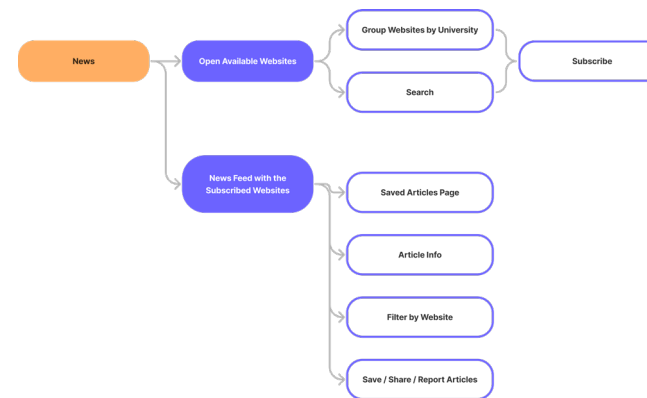 Group Websites by University
News
Open Available Websites
Subscribe
Search
News Feed with the
Subscribed Websites
Saved Articles Page
Article Info
Filter by Website
Save / Share / Report Articles